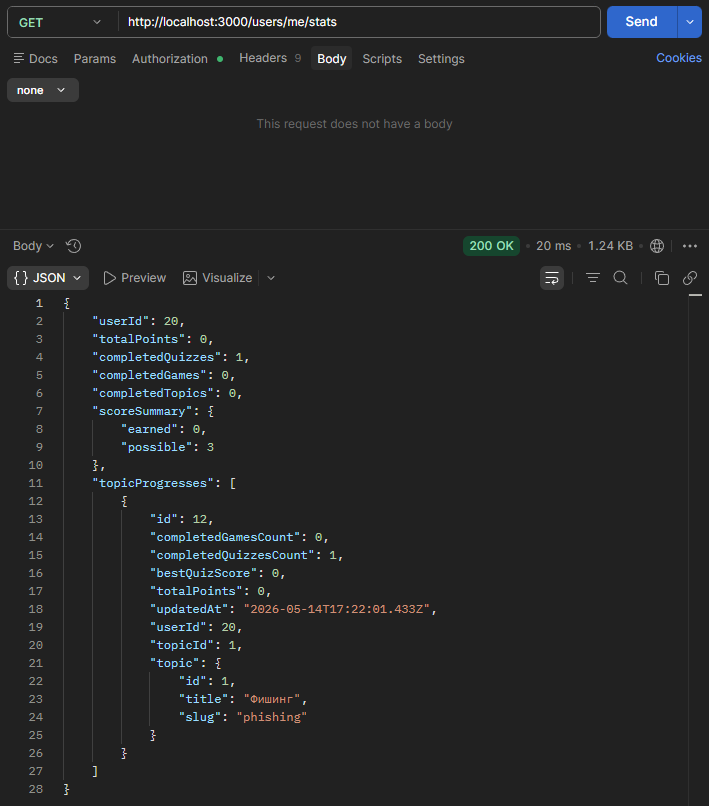 GET http://localhost:3000/users/me/stats Send
Docs Params Authorization Headers 9 Body Scripts Settings Cookies
none
This request does not have a body
Body 200 OK 20 ms 1.24 KB
{} JSON Preview Visualize
1 {
2 "userId": 20,
3 "totalPoints": 0,
4 "completedQuizzes": 1,
5 "completedGames": 0,
6 "completedTopics": 0,
7 "scoreSummary": {
8 "earned": 0,
9 "possible": 3
10 },
11 "topicProgresses": [
12 {
13 "id": 12,
14 "completedGamesCount": 0,
15 "completedQuizzesCount": 1,
16 "bestQuizScore": 0,
17 "totalPoints": 0,
18 "updatedAt": "2026-05-14T17:22:01.433Z",
19 "userId": 20,
20 "topicId": 1,
21 "topic": {
22 "id": 1,
23 "title": "Фишинг",
24 "slug": "phishing"
25 }
26 }
27 ]
28 }